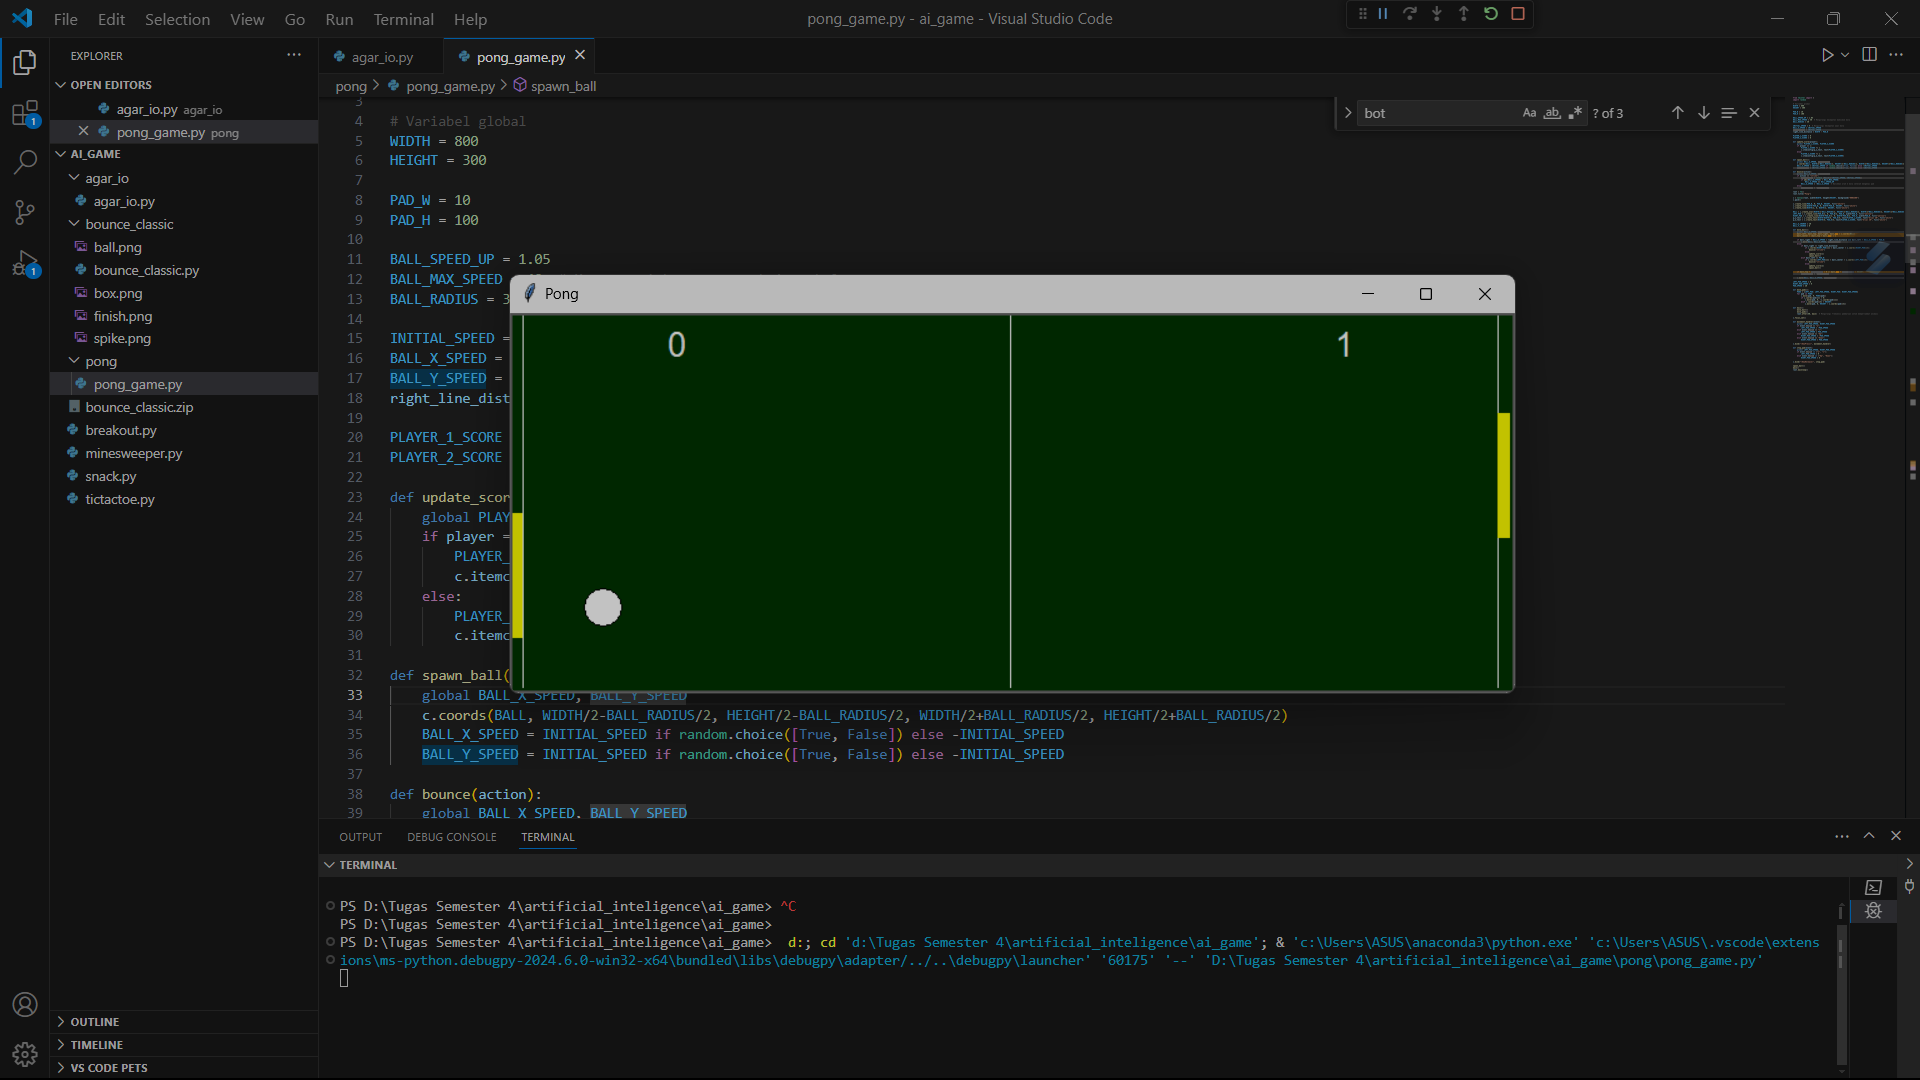 File Edit Selection View Go Run Terminal Help
pong_game.py - ai_game - Visual Studio Code
EXPLORER
OPEN EDITORS
agar_io.py agar_io
pong_game.py pong
AI_GAME
agar_io
agar_io.py
bounce_classic
ball.png
bounce_classic.py
box.png
finish.png
spike.png
pong
pong_game.py
bounce_classic.zip
breakout.py
minesweeper.py
snack.py
tictactoe.py
OUTLINE
TIMELINE
VS CODE PETS
1
1
agar_io.py
pong_game.py
pong > pong_game.py > spawn_ball
bot
Aa ab
? of 3
3
4 # Variabel global
5 WIDTH = 800
6 HEIGHT = 300
7
8 PAD_W = 10
9 PAD_H = 100
10
11 BALL_SPEED_UP = 1.05
12 BALL_MAX_SPEED
13 BALL_RADIUS = 3
14
15 INITIAL_SPEED =
16 BALL_X_SPEED =
17 BALL_Y_SPEED =
18 right_line_dist
19
20 PLAYER_1_SCORE
21 PLAYER_2_SCORE
22
23 def update_scor
24 global PLAY
25 if player =
26 PLAYER_
27 c.itemc
28 else:
29 PLAYER_
30 c.itemc
31
32 def spawn_ball(
33 global BALL_X_SPEED, BALL_Y_SPEED
34 c.coords(BALL, WIDTH/2-BALL_RADIUS/2, HEIGHT/2-BALL_RADIUS/2, WIDTH/2+BALL_RADIUS/2, HEIGHT/2+BALL_RADIUS/2)
35 BALL_X_SPEED = INITIAL_SPEED if random.choice([True, False]) else -INITIAL_SPEED
36 BALL_Y_SPEED = INITIAL_SPEED if random.choice([True, False]) else -INITIAL_SPEED
37
38 def bounce(action):
39 global BALL_X_SPEED, BALL_Y_SPEED
Pong
0
1
OUTPUT DEBUG CONSOLE TERMINAL
TERMINAL
PS D:\Tugas Semester 4\artificial_inteligence\ai_game> ^C
PS D:\Tugas Semester 4\artificial_inteligence\ai_game>
PS D:\Tugas Semester 4\artificial_inteligence\ai_game> d:; cd 'd:\Tugas Semester 4\artificial_inteligence\ai_game'; & 'c:\Users\ASUS\anaconda3\python.exe' 'c:\Users\ASUS\.vscode\extens
ions\ms-python.debugpy-2024.6.0-win32-x64\bundled\libs\debugpy\adapter/../..\debugpy\launcher' '60175' '--' 'D:\Tugas Semester 4\artificial_inteligence\ai_game\pong\pong_game.py'